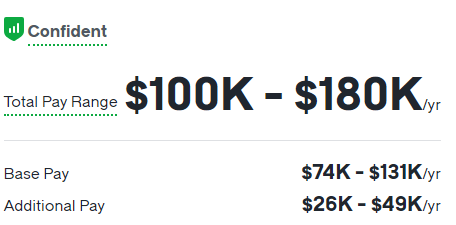 Confident
Total Pay Range $100K - $180K/yr
Base Pay $74K - $131K/yr
Additional Pay $26K - $49K/yr